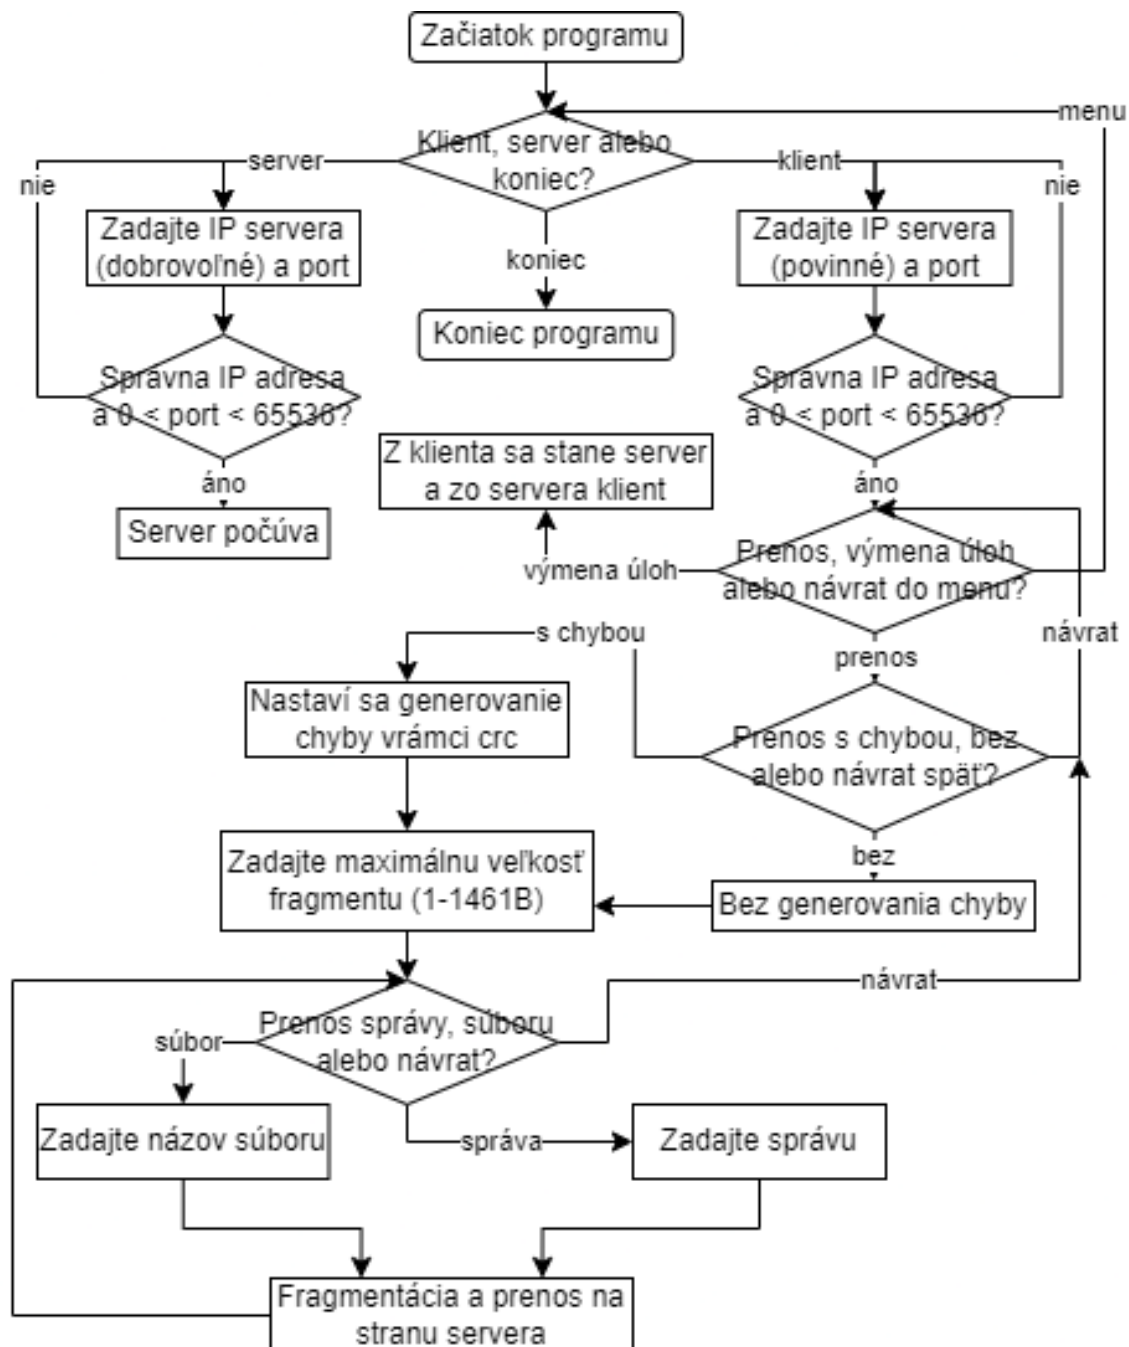 Začiatok programu
menu
Klient, server alebo
koniec?
server
klient
nie
nie
Zadajte IP servera
(dobrovoľné) a port
Zadajte IP servera
(povinné) a port
koniec
Koniec programu
Správna IP adresa
a 0 < port < 65536?
Správna IP adresa
a 0 < port < 65536?
Z klienta sa stane server
a zo servera klient
áno
áno
Server počúva
Prenos, výmena úloh
alebo návrat do menu?
výmena úloh
s chybou
návrat
prenos
Nastaví sa generovanie
chyby vrámci crc
Prenos s chybou, bez
alebo návrat späť?
Zadajte maximálnu veľkosť
fragmentu (1-1461B)
bez
Bez generovania chyby
návrat
Prenos správy, súboru
alebo návrat?
súbor
Zadajte názov súboru
správa
Zadajte správu
Fragmentácia a prenos na
stranu servera